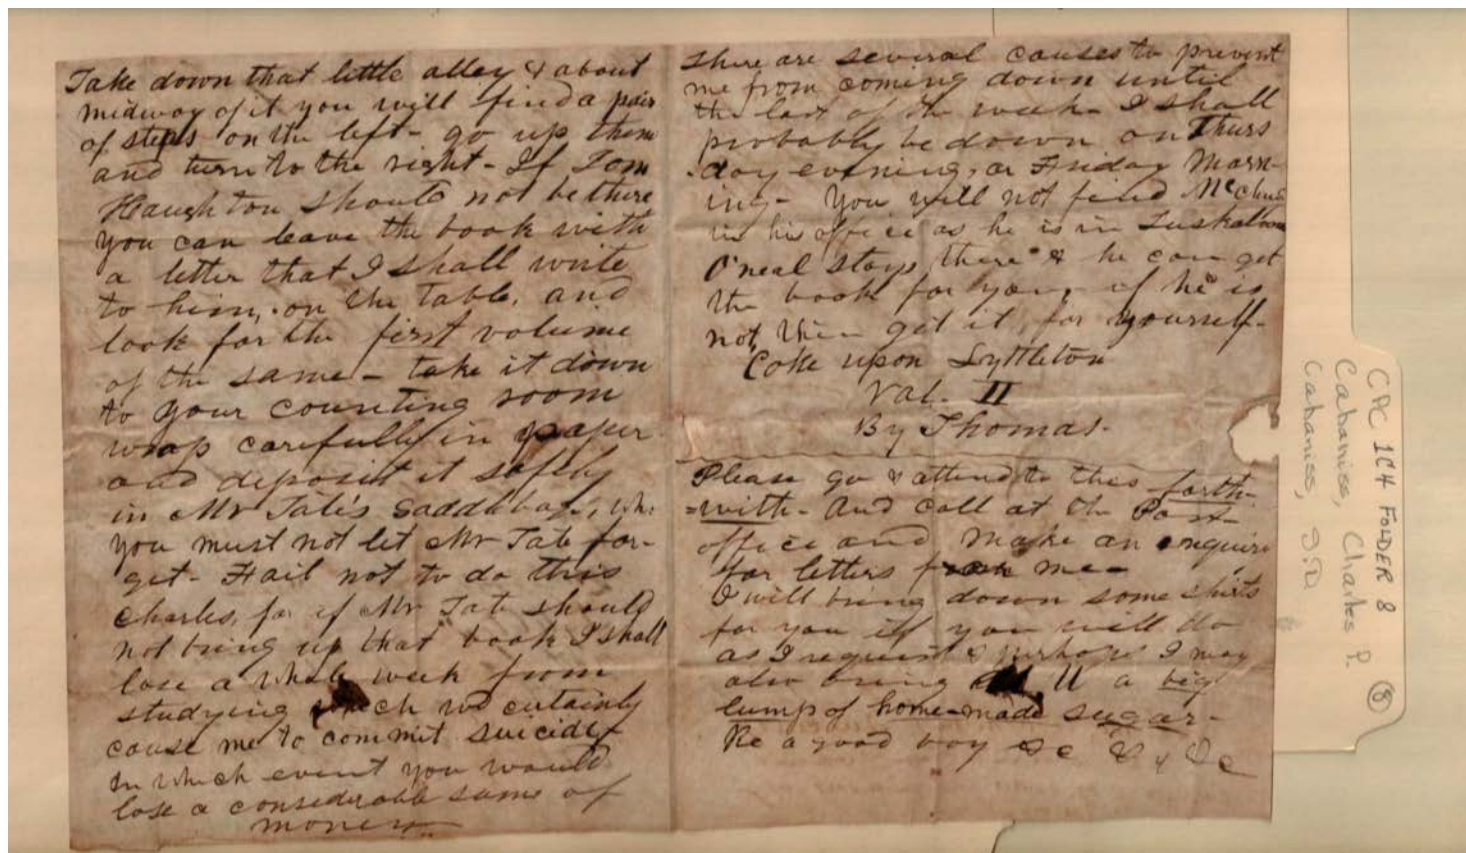 Take down that little alley & about
midway of it you will find a pair
of steps on the left - go up them
and turn to the right - If Tom
Haughton should not be there
you can leave the book with
a letter that I shall write
to him, on the table, and
look for the first volume
of the same - take it down
to your counting room
wrap carefully in paper
and deposit it safely
in Mr Tate's Saddlebags, wh:
you must not let Mr Tate for-
get - Fail not to do this
Charles, for if Mr Tate should
not bring up that book I shall
lose a whole week from
studying which wd certainly
cause me to commit suicide -
In which event you would
lose a considerable sume of
money
There are several causes to prevent
me from coming down until
the last of the week - I shall
probably be down on Thurs
day evening, or Friday Morn-
ing - You will not find
in his office as he is in
O'neal stays there & he can get
the book for you, if he is
not, then get it for yourself -
Coke upon Lyttleton
Vol. II
By Thomas.
Please go & attend to this forth-
=with - And call at the Post-
office and make an enquire
for letters from me -
I will bring down some shirts
for you if you will do
as I request & perhaps I may
also bring U a big
lump of home-made sugar -
Be a good boy &c & y &c
CPC 1C4 FOLDER 8
Cabaniss, Charles P.
Cabaniss, S.D.
8